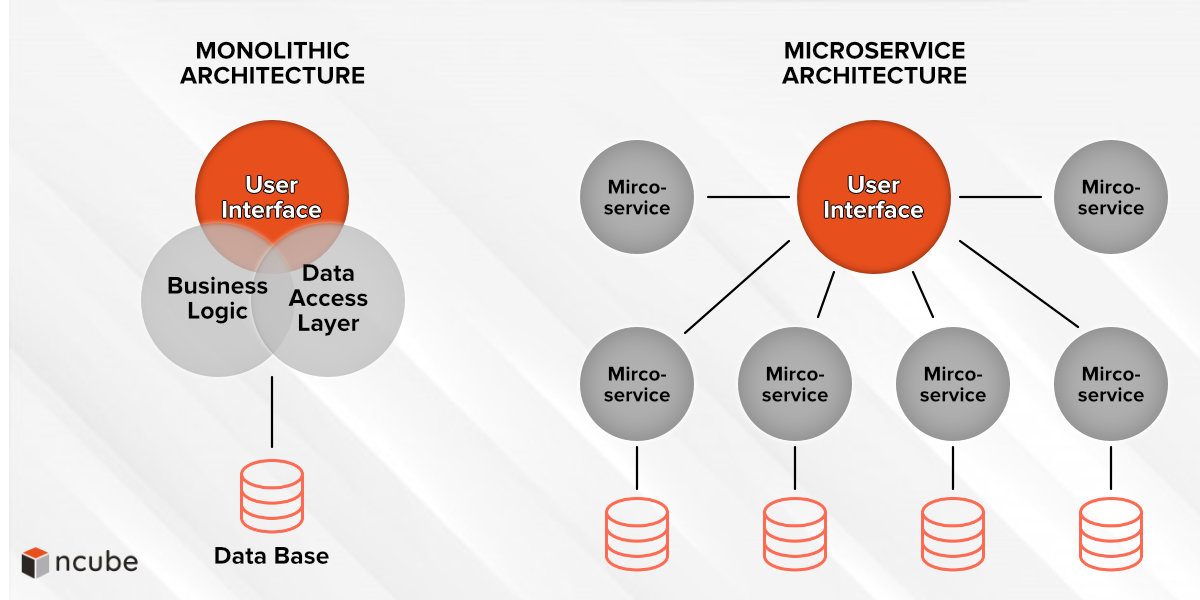 MONOLITHIC
ARCHITECTURE
User
Interface
Business
Logic
Data
Access
Layer
Data Base
ncube
MICROSERVICE
ARCHITECTURE
Mirco-
service
User
Interface
Mirco-
service
Mirco-
service
Mirco-
service
Mirco-
service
Mirco-
service